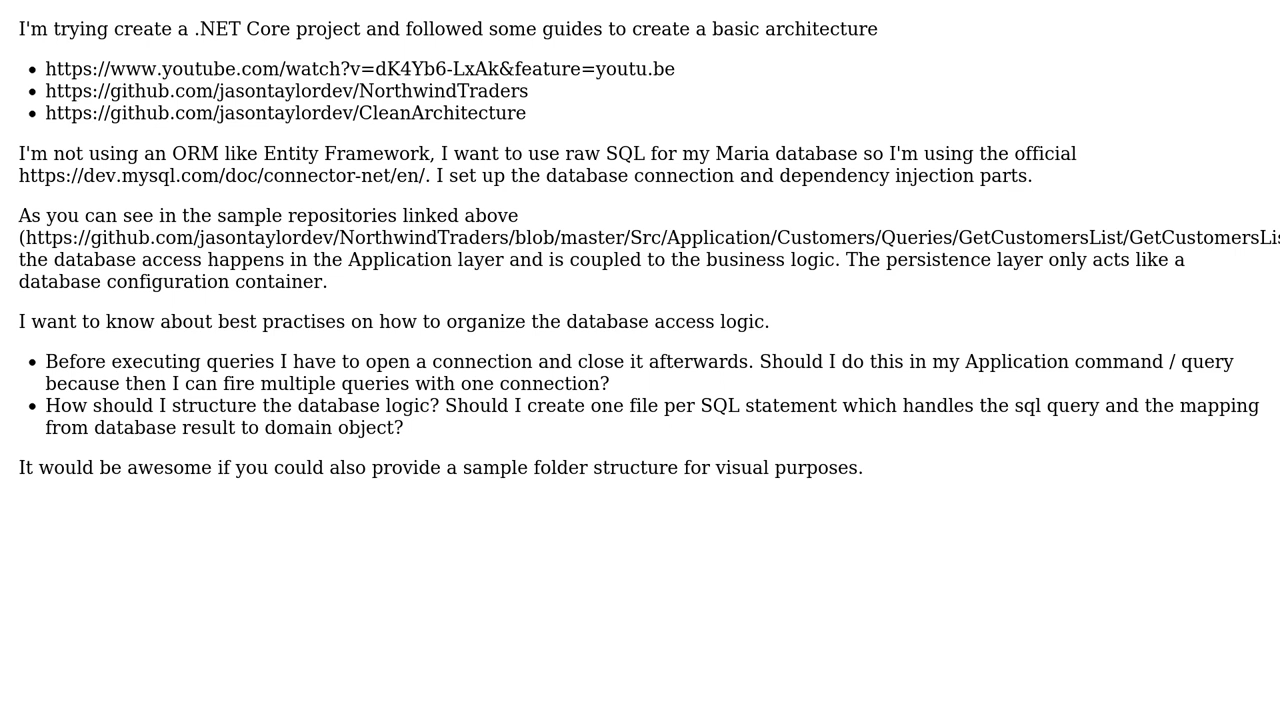 I'm trying create a .NET Core project and followed some guides to create a basic architecture
• https://www.youtube.com/watch?v=dK4Yb6-LxAk&feature=youtu.be
• https://github.com/jasontaylordev/NorthwindTraders
• https://github.com/jasontaylordev/CleanArchitecture
I'm not using an ORM like Entity Framework, I want to use raw SQL for my Maria database so I'm using the official
https://dev.mysql.com/doc/connector-net/en/. I set up the database connection and dependency injection parts.
As you can see in the sample repositories linked above
(https://github.com/jasontaylordev/NorthwindTraders/blob/master/Src/Application/Customers/Queries/GetCustomersList/GetCustomersLis
the database access happens in the Application layer and is coupled to the business logic. The persistence layer only acts like a
database configuration container.
I want to know about best practises on how to organize the database access logic.
• Before executing queries I have to open a connection and close it afterwards. Should I do this in my Application command / query
because then I can fire multiple queries with one connection?
• How should I structure the database logic? Should I create one file per SQL statement which handles the sql query and the mapping
from database result to domain object?
It would be awesome if you could also provide a sample folder structure for visual purposes.